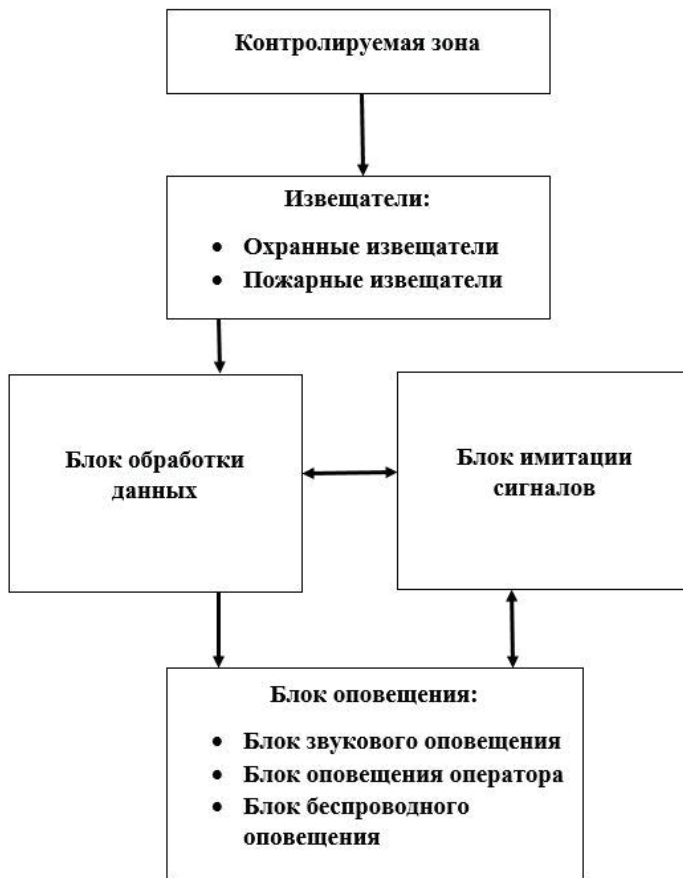 Контролируемая зона
Извещатели:
• Охранные извещатели
• Пожарные извещатели
Блок обработки
данных
Блок имитации
сигналов
Блок оповещения:
• Блок звукового оповещения
• Блок оповещения оператора
• Блок беспроводного
оповещения